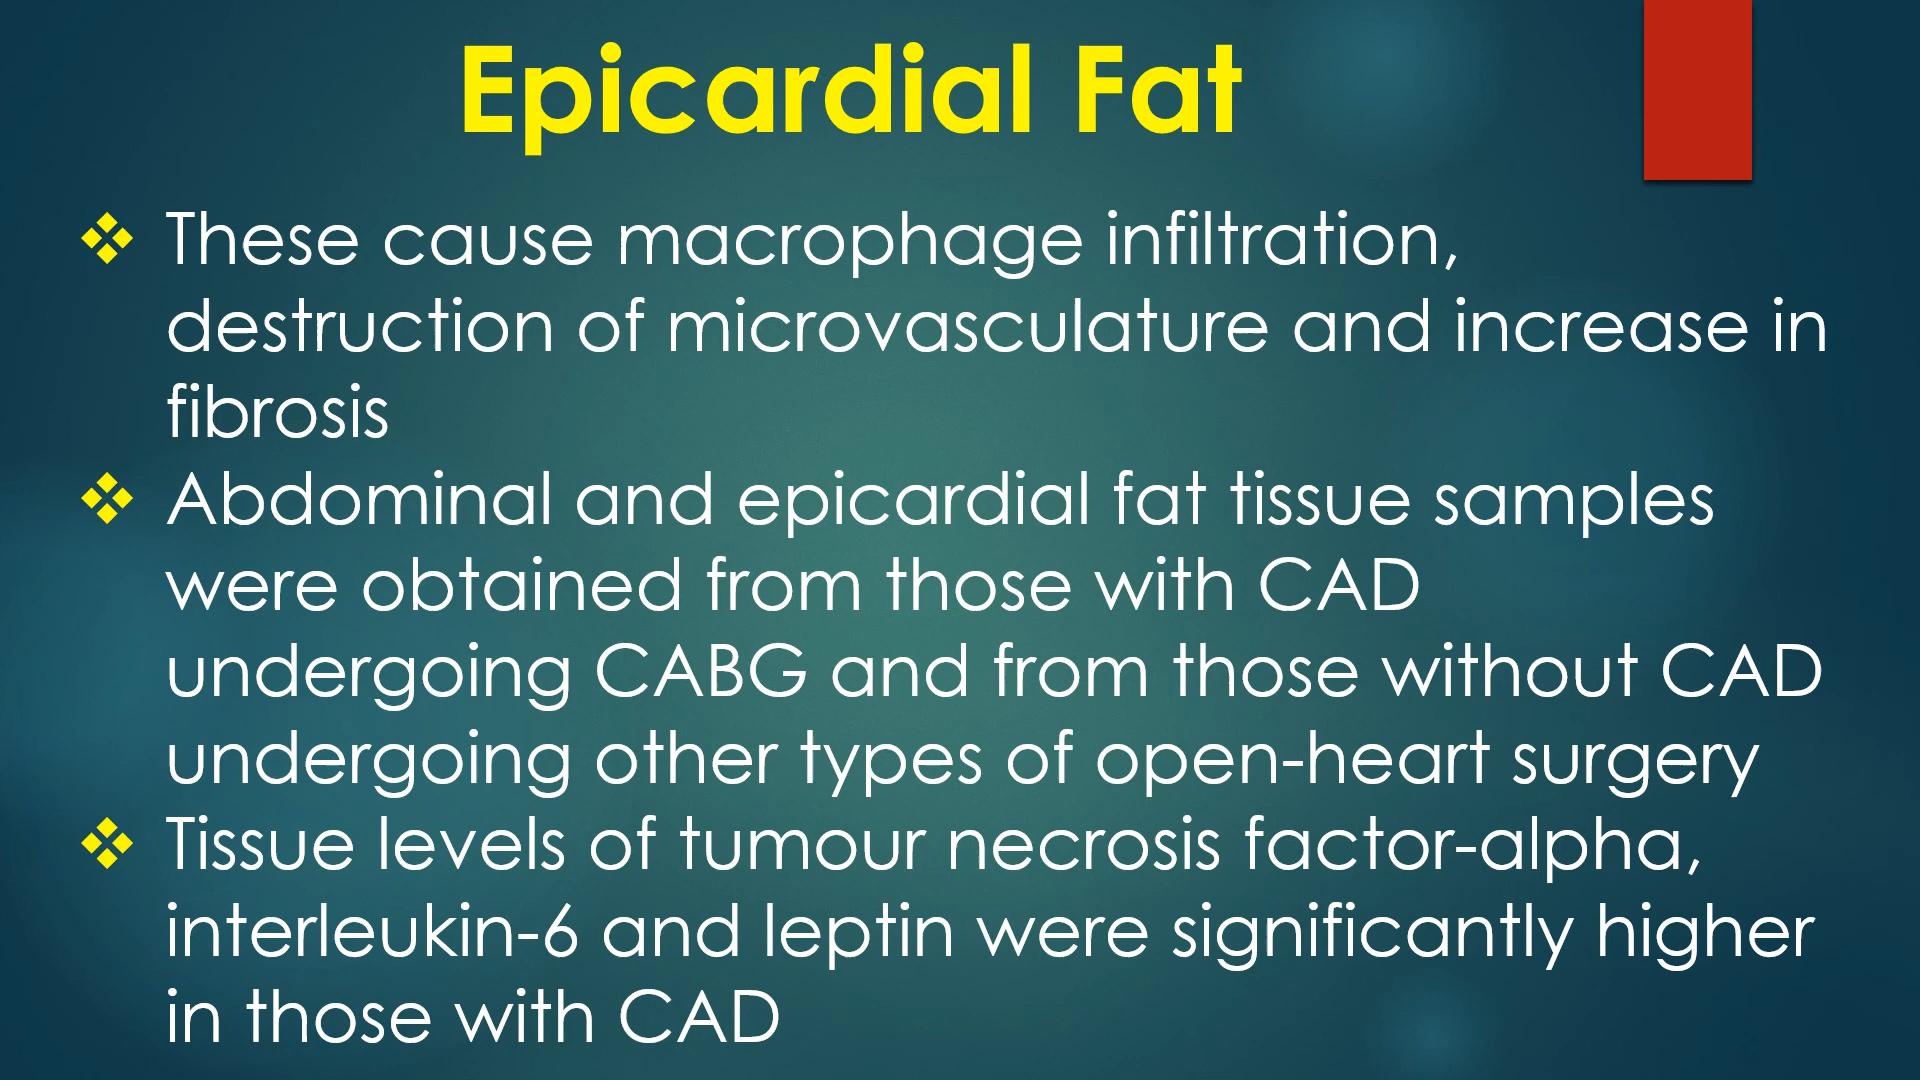 Epicardial Fat
❖ These cause macrophage infiltration,
destruction of microvasculature and increase in
fibrosis
❖ Abdominal and epicardial fat tissue samples
were obtained from those with CAD
undergoing CABG and from those without CAD
undergoing other types of open-heart surgery
❖ Tissue levels of tumour necrosis factor-alpha,
interleukin-6 and leptin were significantly higher
in those with CAD